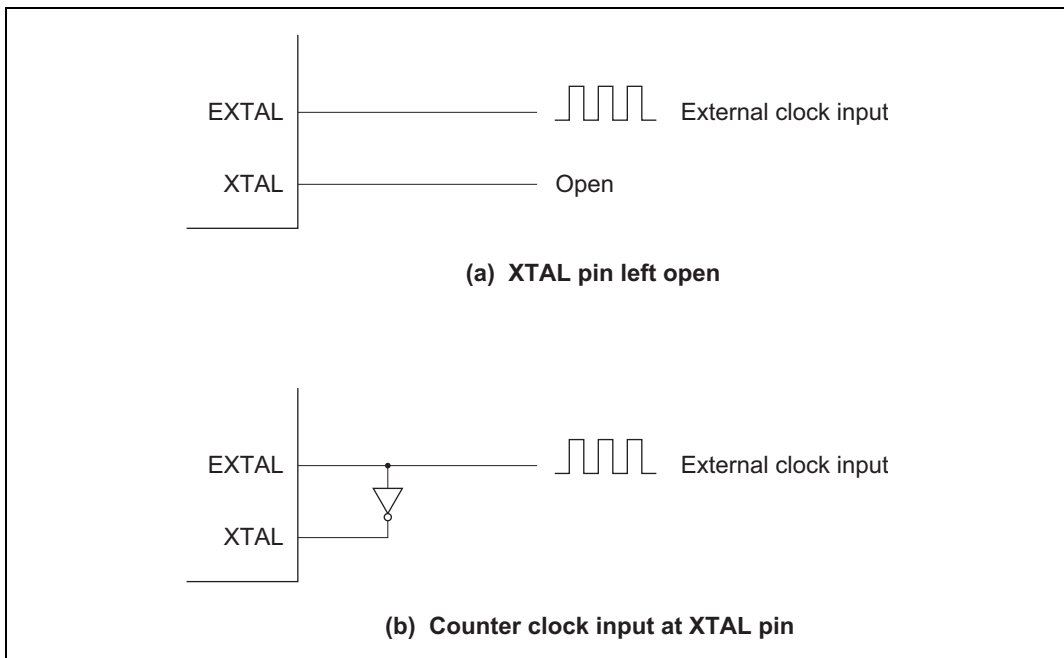 EXTAL External clock input
XTAL Open
(a) XTAL pin left open
EXTAL External clock input
XTAL
(b) Counter clock input at XTAL pin